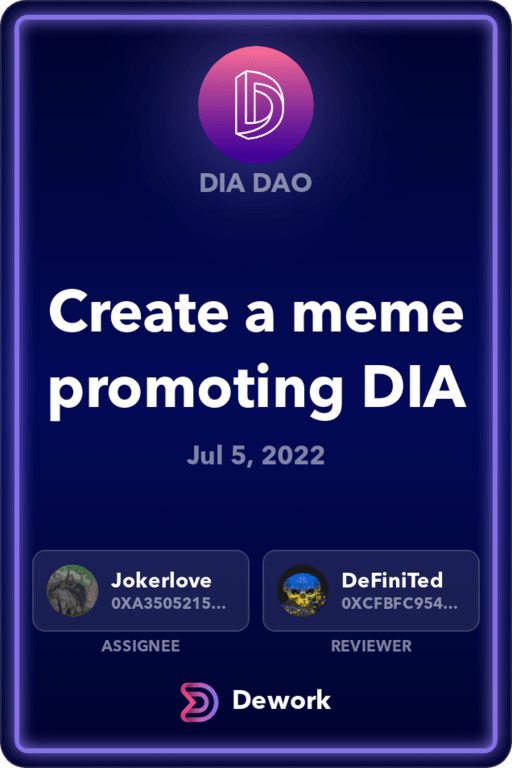 DIA DAO
Create a meme
promoting DIA
Jul 5, 2022
Jokerlove
0XA3505215...
ASSIGNEE
DeFiniTed
0XCFBFC954...
REVIEWER
Dework